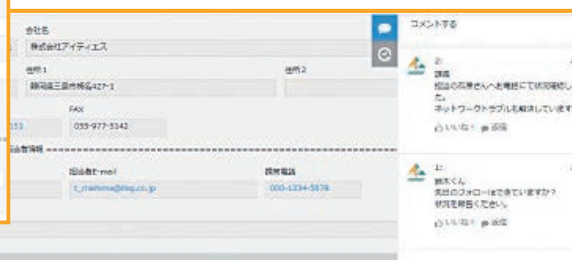 会社名
株式会社アイティエス
住所1
住所2
静岡県三島市梅名427-1
FAX
055-977-5142
担当者E-mail
携帯電話
000-1234-5678
コメントする
2:
課長
担当の石原さんへお電話にて状況確認し
た。
ネットワークトラブルも解決しています
いいね! 返信
1:
鈴木くん
先日のフォローはできていますか?
状況を報告ください。
いいね! 返信